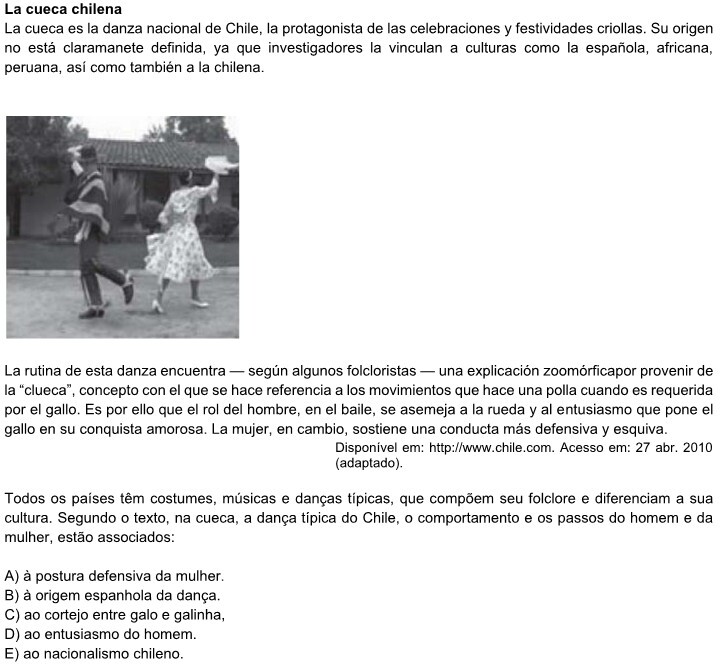 La cueca chilena
La cueca es la danza nacional de Chile, la protagonista de las celebraciones y festividades criollas. Su origen
no está claramanete definida, ya que investigadores la vinculan a culturas como la española, africana,
peruana, así como también a la chilena.
La rutina de esta danza encuentra — según algunos folcloristas — una explicación zoomórficapor provenir de
la “clueca”, concepto con el que se hace referencia a los movimientos que hace una polla cuando es requerida
por el gallo. Es por ello que el rol del hombre, en el baile, se asemeja a la rueda y al entusiasmo que pone el
gallo en su conquista amorosa. La mujer, en cambio, sostiene una conducta más defensiva y esquiva.
Disponível em: http://www.chile.com. Acesso em: 27 abr. 2010
(adaptado).
Todos os países têm costumes, músicas e danças típicas, que compõem seu folclore e diferenciam a sua
cultura. Segundo o texto, na cueca, a dança típica do Chile, o comportamento e os passos do homem e da
mulher, estão associados:
A) à postura defensiva da mulher.
B) à origem espanhola da dança.
C) ao cortejo entre galo e galinha,
D) ao entusiasmo do homem.
E) ao nacionalismo chileno.